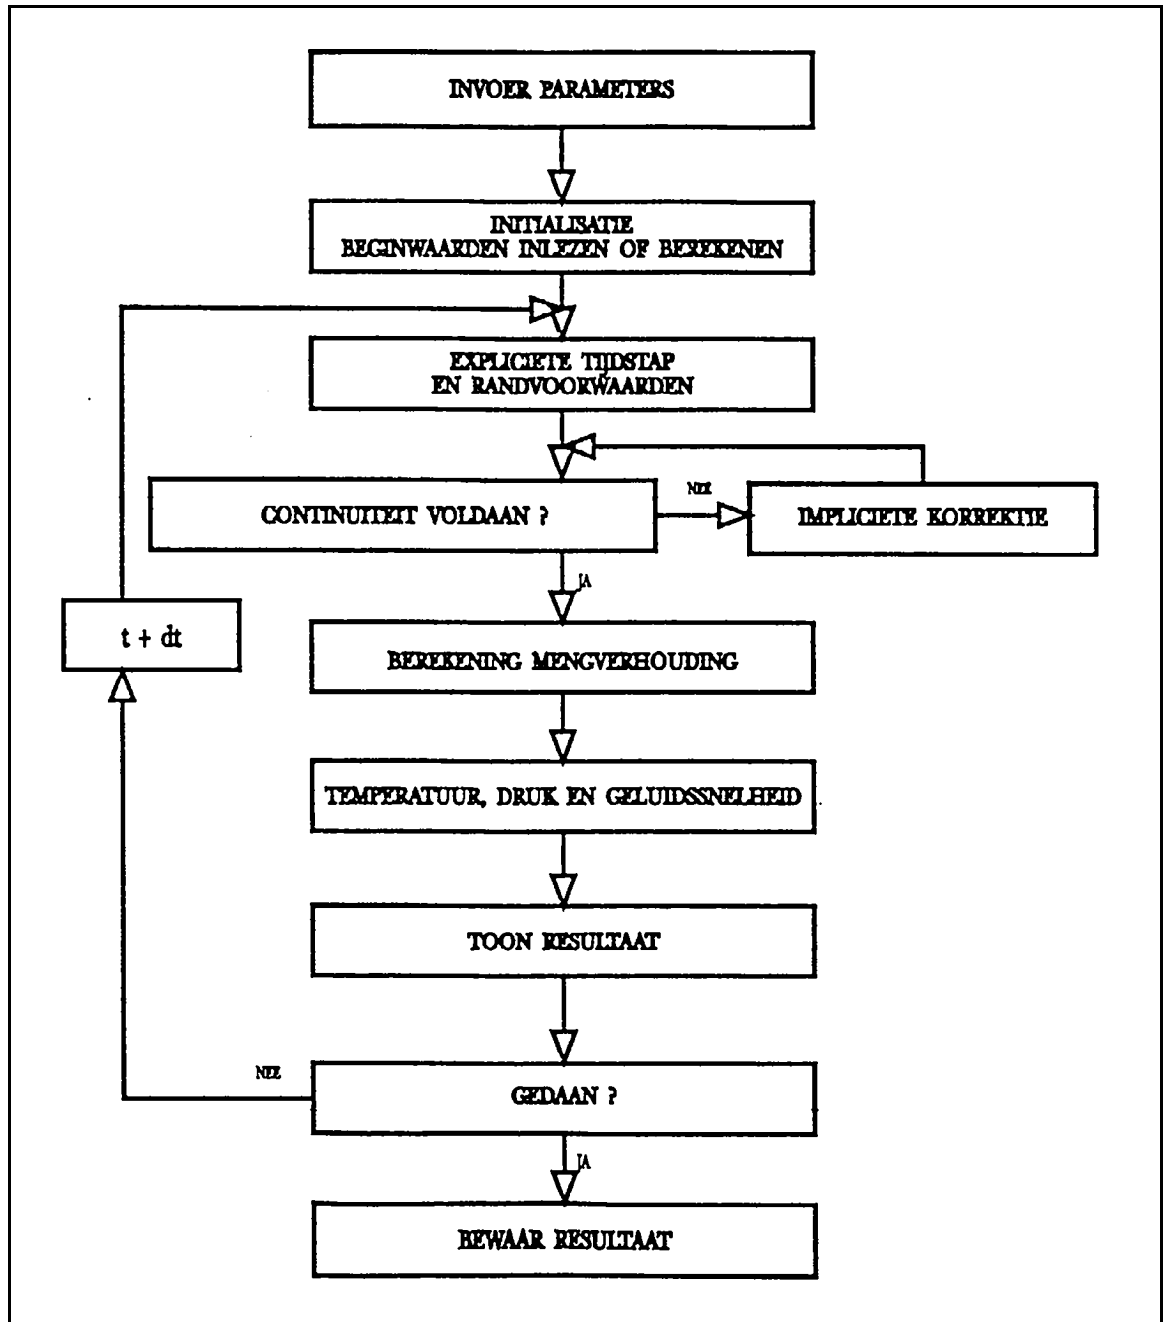 INVOER PARAMETERS
INITIALISATIE
BEGINWAARDEN INLEZEN OF BEREKENEN
EXPLICIETE TIJDSTAP
EN RANDVOORWAARDEN
CONTINUITEIT VOLDAAN ?
NEE
IMPLICIETE KORREKTIE
JA
t + dt
BEREKENING MENGVERHOUDING
TEMPERATUUR, DRUK EN GELUIDSSNELHEID
TOON RESULTAAT
NEE
GEDAAN ?
JA
BEWAAR RESULTAAT